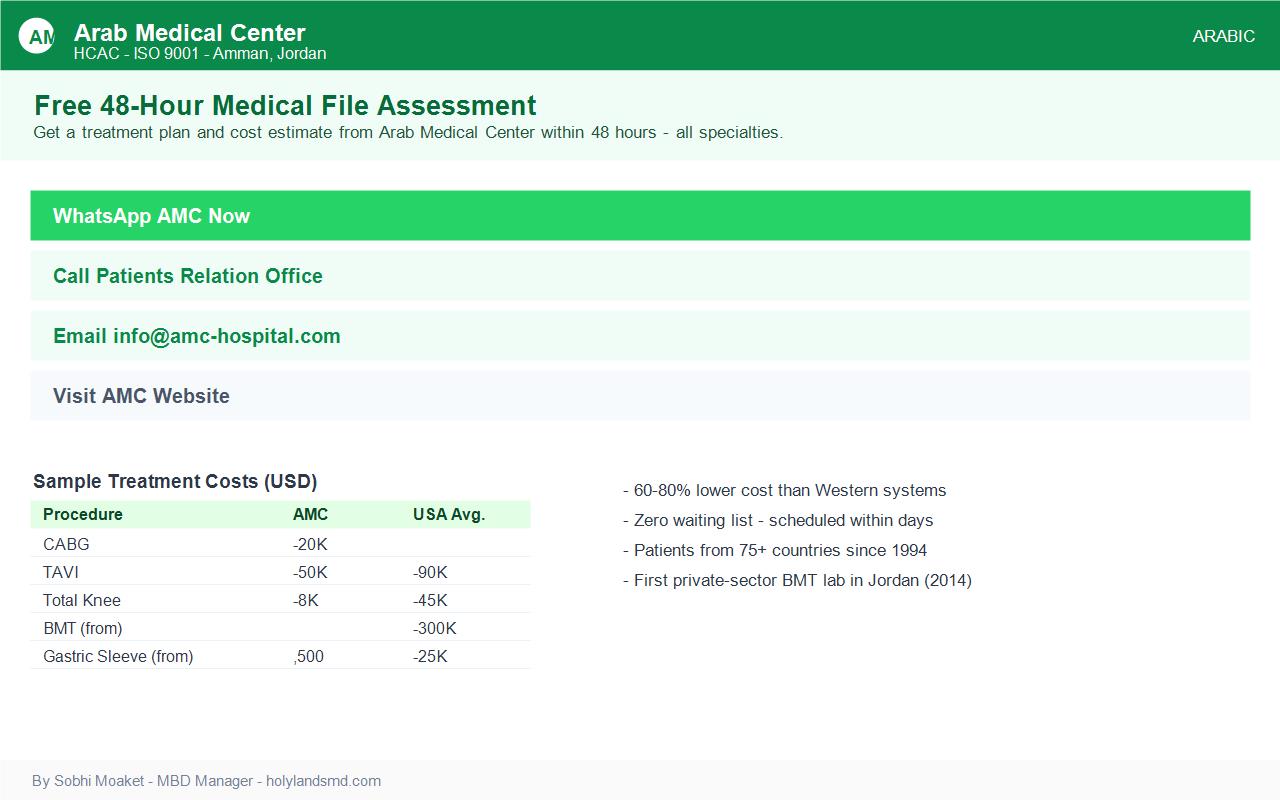 AM
Arab Medical Center
HCAC - ISO 9001 - Amman, Jordan
ARABIC
Free 48-Hour Medical File Assessment
Get a treatment plan and cost estimate from Arab Medical Center within 48 hours - all specialties.
WhatsApp AMC Now
Call Patients Relation Office
Email info@amc-hospital.com
Visit AMC Website
Sample Treatment Costs (USD)
Procedure AMC USA Avg.
CABG -20K
TAVI -50K -90K
Total Knee -8K -45K
BMT (from) -300K
Gastric Sleeve (from) ,500 -25K
- 60-80% lower cost than Western systems
- Zero waiting list - scheduled within days
- Patients from 75+ countries since 1994
- First private-sector BMT lab in Jordan (2014)
By Sobhi Moaket - MBD Manager - holylandsmd.com